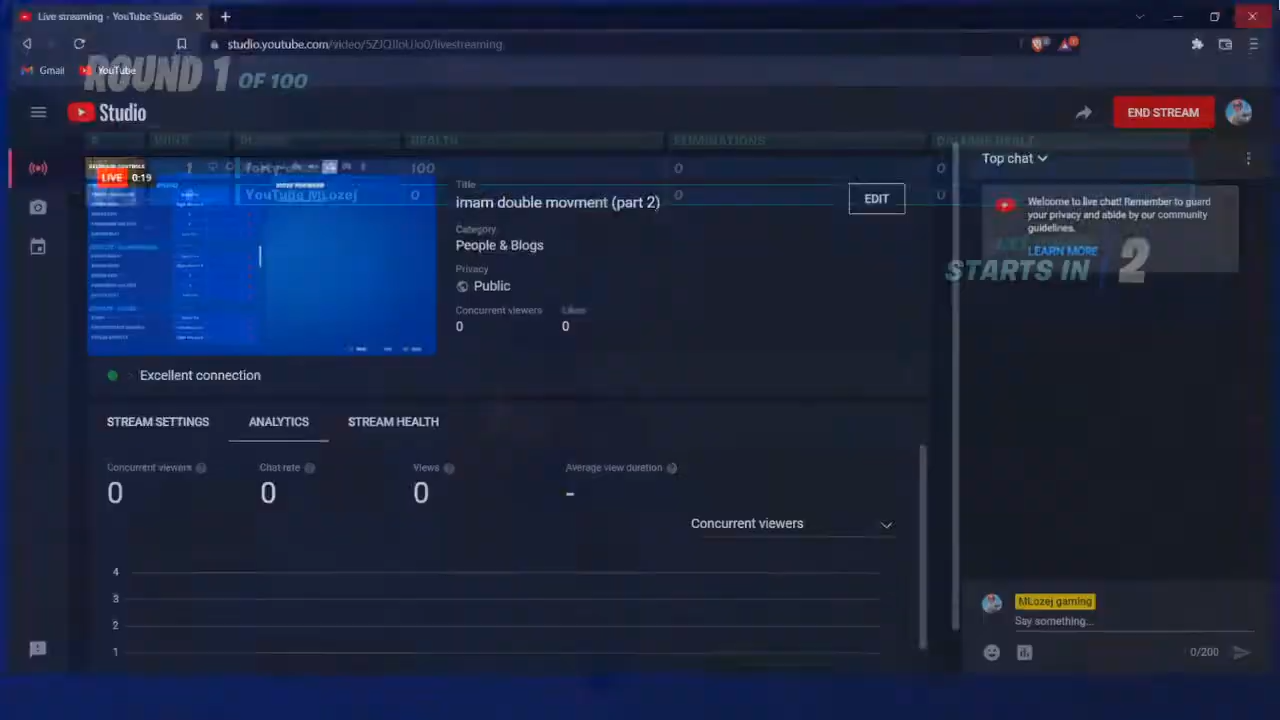 Live streaming - YouTube Studio
studio.youtube.com/video/5ZJQIloUJo0/livestreaming
Gmail
YouTube
ROUND 1 OF 100
Studio
END STREAM
WINS
HEALTH
ELIMINATIONS
LIVE 0:19
100
0
0
YouTube MLozej
0
0
0
Title
imam double movment (part 2)
EDIT
Category
People & Blogs
Privacy
Public
Concurrent viewers
Likes
0
0
Excellent connection
Top chat
Welcome to live chat! Remember to guard
your privacy and abide by our community
guidelines.
LEARN MORE
STARTS IN 2
STREAM SETTINGS
ANALYTICS
STREAM HEALTH
Concurrent viewers
Chat rate
Views
Average view duration
0
0
0
-
Concurrent viewers
4
3
2
1
MLozej gaming
Say something...
0/200